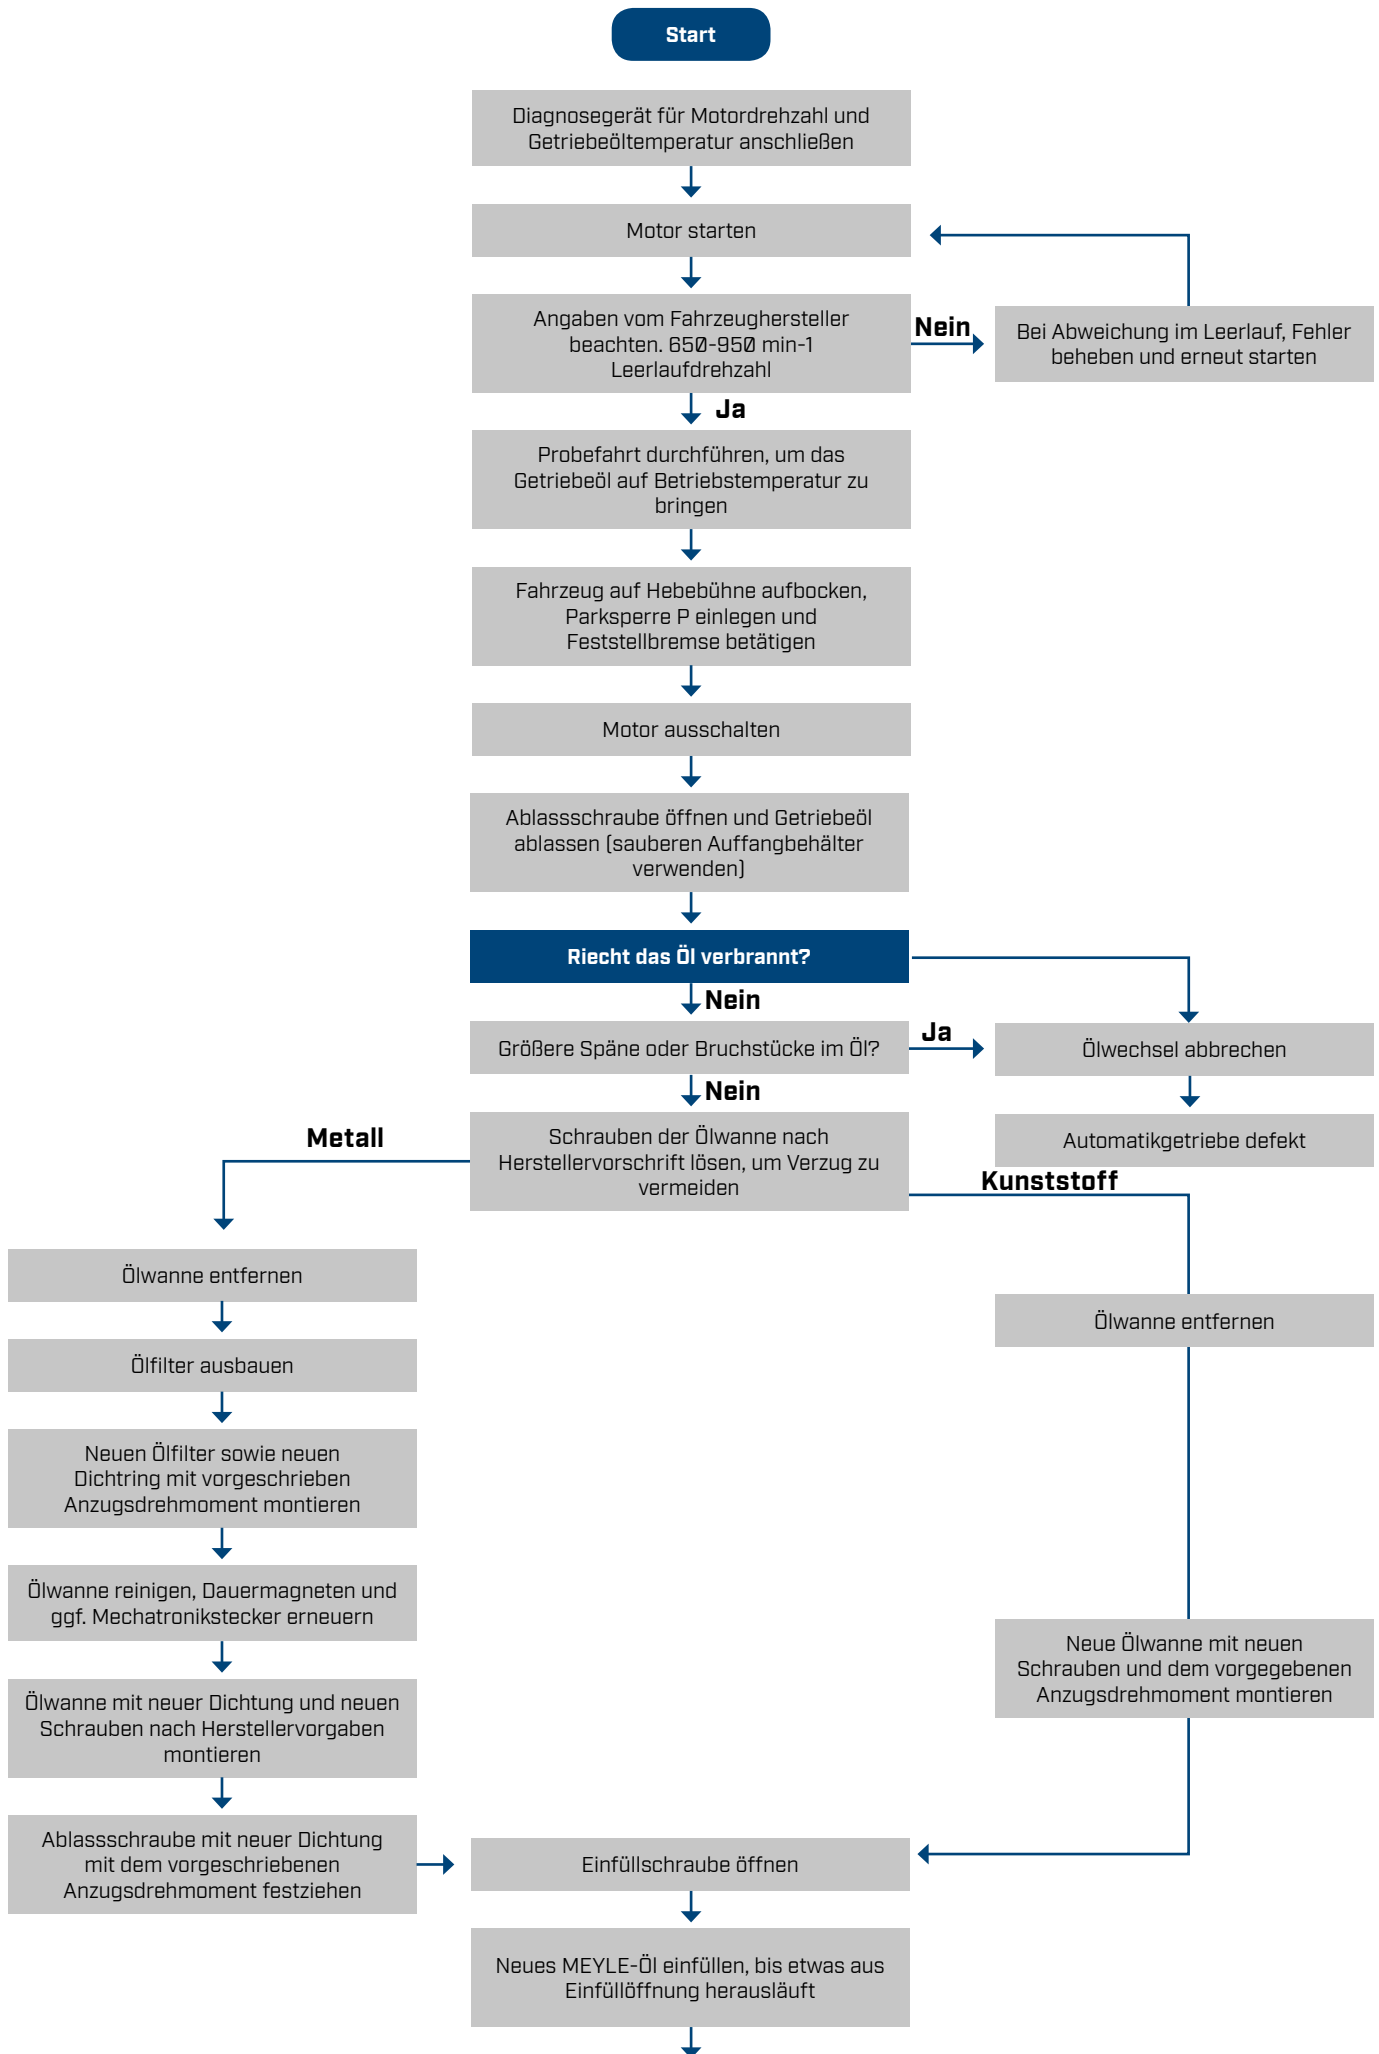 Start
Diagnosegerät für Motordrehzahl und
Getriebeöltemperatur anschließen
Motor starten
Angaben vom Fahrzeughersteller
beachten. 650-950 min-1
Leerlaufdrehzahl
Nein
Bei Abweichung im Leerlauf, Fehler
beheben und erneut starten
Ja
Probefahrt durchführen, um das
Getriebeöl auf Betriebstemperatur zu
bringen
Fahrzeug auf Hebebühne aufbocken,
Parksperre P einlegen und
Feststellbremse betätigen
Motor ausschalten
Ablassschraube öffnen und Getriebeöl
ablassen (sauberen Auffangbehälter
verwenden)
Riecht das Öl verbrannt?
Nein
Größere Späne oder Bruchstücke im Öl?
Ja
Ölwechsel abbrechen
Nein
Automatikgetriebe defekt
Schrauben der Ölwanne nach
Herstellervorschrift lösen, um Verzug zu
vermeiden
Metall
Kunststoff
Ölwanne entfernen
Ölfilter ausbauen
Neuen Ölfilter sowie neuen
Dichtring mit vorgeschrieben
Anzugsdrehmoment montieren
Ölwanne reinigen, Dauermagneten und
ggf. Mechatronikstecker erneuern
Ölwanne mit neuer Dichtung und neuen
Schrauben nach Herstellervorgaben
montieren
Ablassschraube mit neuer Dichtung
mit dem vorgeschriebenen
Anzugsdrehmoment festziehen
Ölwanne entfernen
Neue Ölwanne mit neuen
Schrauben und dem vorgegebenen
Anzugsdrehmoment montieren
Einfüllschraube öffnen
Neues MEYLE-Öl einfüllen, bis etwas aus
Einfüllöffnung herausläuft